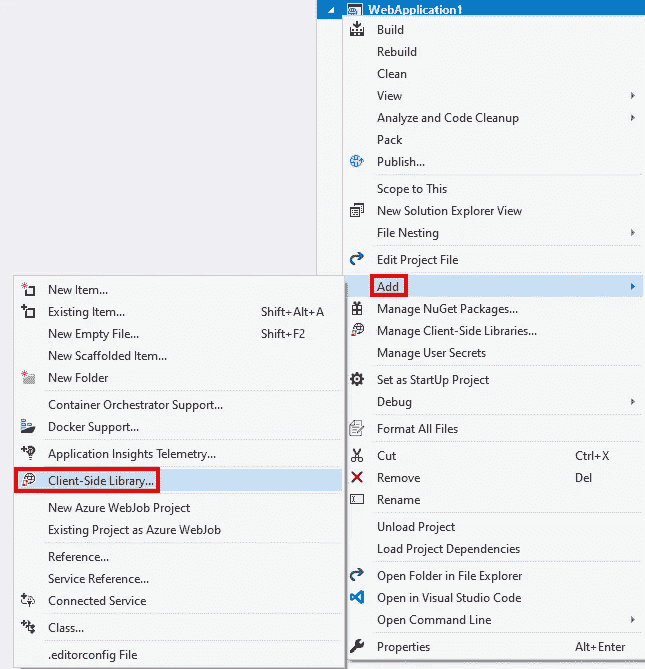 WebApplication1
Build
Rebuild
Clean
View
Analyze and Code Cleanup
Pack
Publish...
Scope to This
New Solution Explorer View
File Nesting
Edit Project File
Add
Manage NuGet Packages...
Manage Client-Side Libraries...
Manage User Secrets
Set as StartUp Project
Debug
Format All Files
Cut Ctrl+X
Remove Del
Rename
Unload Project
Load Project Dependencies
Open Folder in File Explorer
Open in Visual Studio Code
Open Command Line
Properties Alt+Enter
New Item...
Existing Item... Shift+Alt+A
New Empty File... Shift+F2
New Scaffolded Item...
New Folder
Container Orchestrator Support...
Docker Support...
Application Insights Telemetry...
Client-Side Library...
New Azure WebJob Project
Existing Project as Azure WebJob
Reference...
Service Reference...
Connected Service
Class...
.editorconfig File